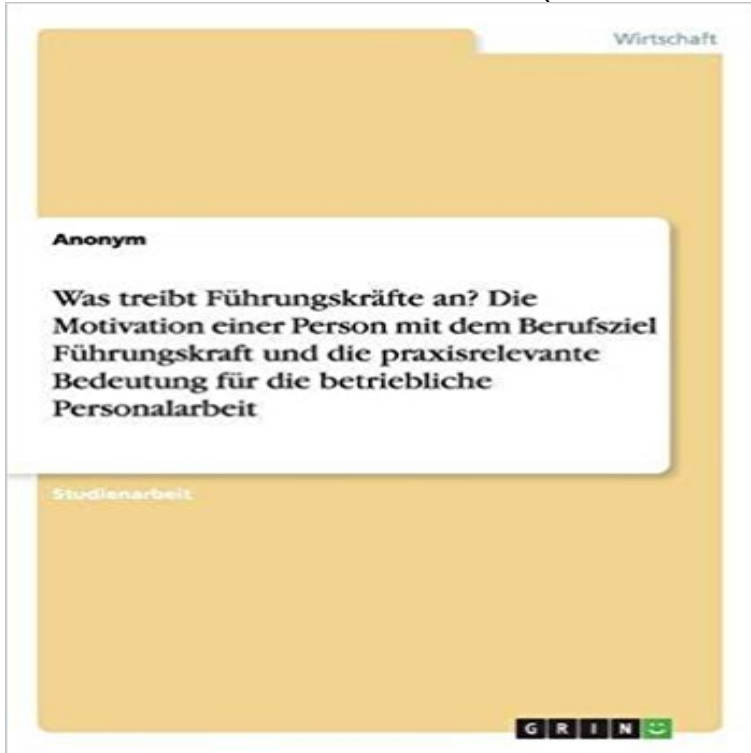 Wirtschaft
Anonym
Was treibt Führungskräfte an? Die
Motivation einer Person mit dem Berufsziel
Führungskraft und die praxisrelevante
Bedeutung für die betriebliche
Personalarbeit
Studienarbeit
GRIN